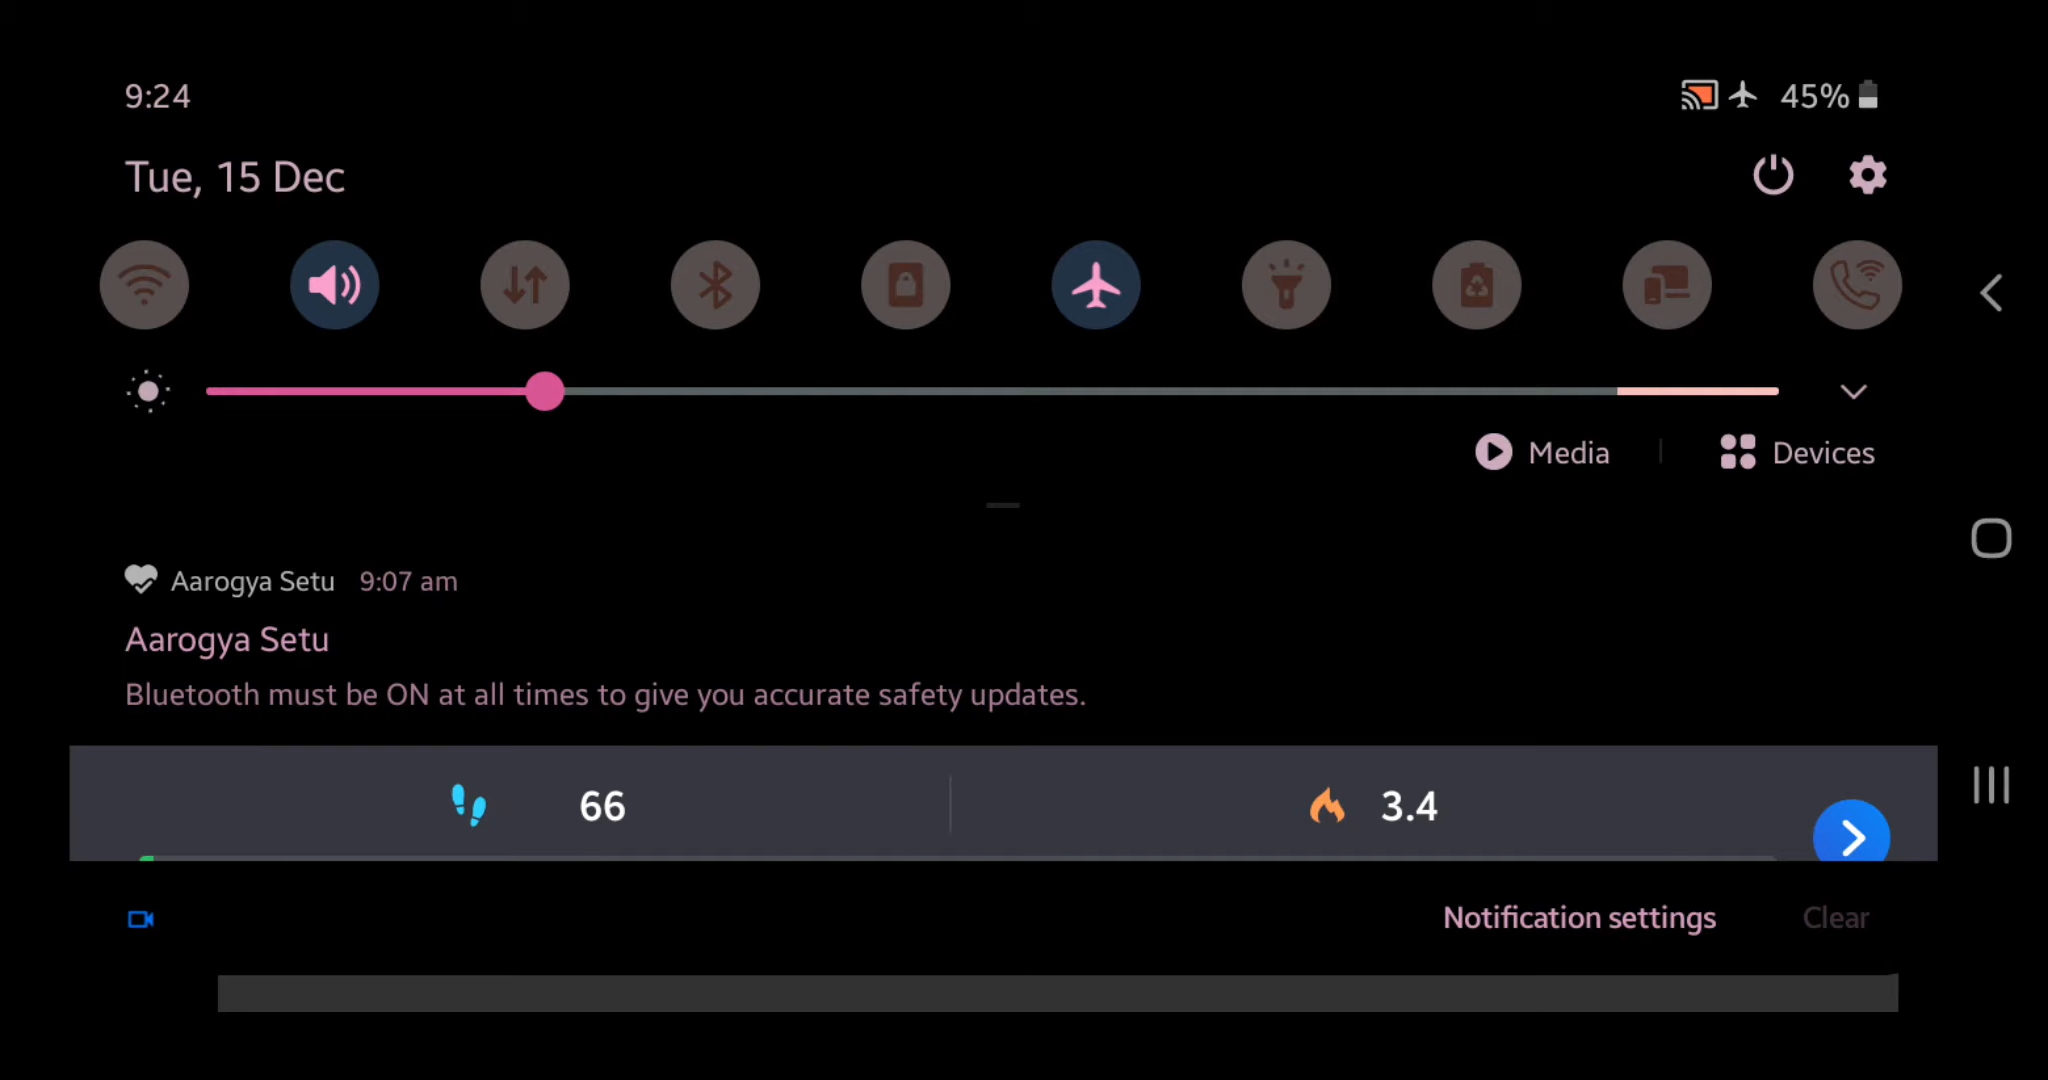 9:24
45%
Tue, 15 Dec
Media
Devices
Aarogya Setu 9:07 am
Aarogya Setu
Bluetooth must be ON at all times to give you accurate safety updates.
66
3.4
Notification settings
Clear